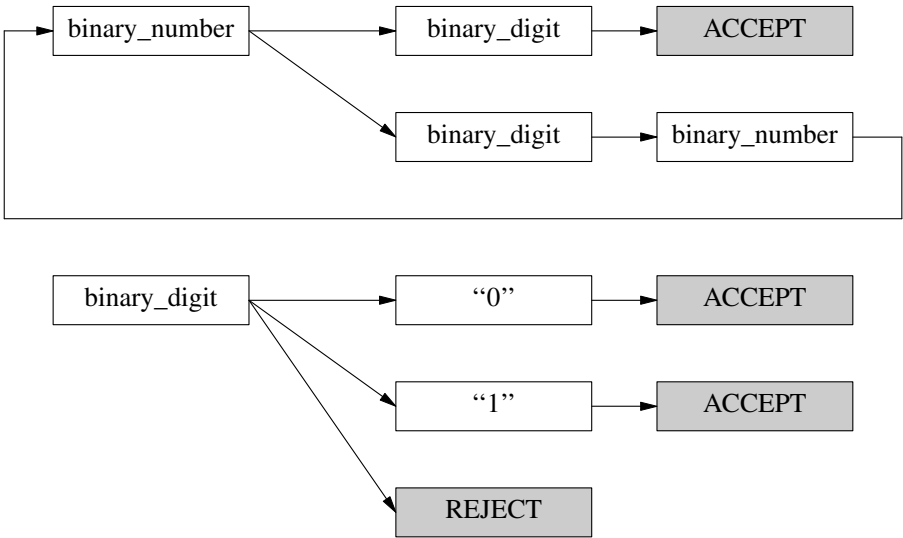 binary_number binary_digit ACCEPT
binary_digit binary_number
binary_digit “0” ACCEPT
“1” ACCEPT
REJECT